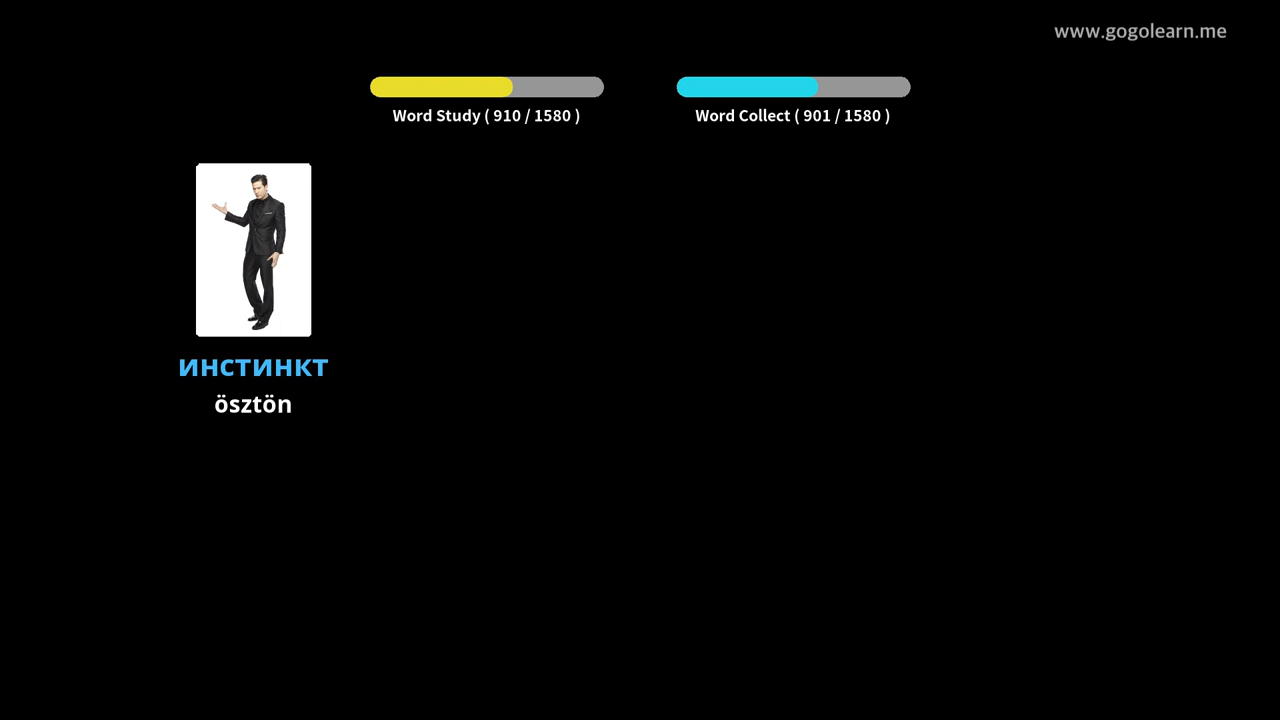 www.gogolearn.me
Word Study ( 910 / 1580 )
Word Collect ( 901 / 1580 )
инстинкт
ösztön